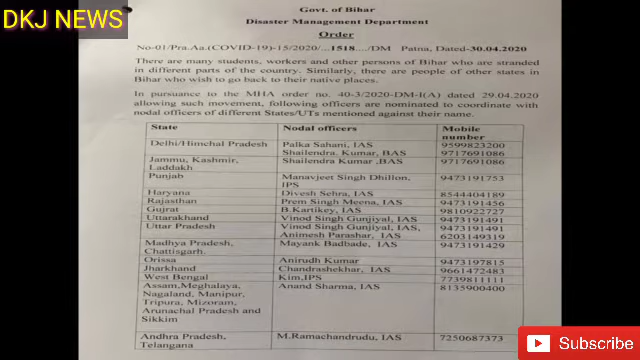 DKJ NEWS
Govt. of Bihar
Disaster Management Department
Order
No-01/Pra.Aa.(COVID-19)-15/2020/...1518..../DM Patna, Dated-30.04.2020
There are many students, workers and other persons of Bihar who are stranded
in different parts of the country. Similarly, there are people of other states in
Bihar who wish to go back to their native places.
In pursuance to the MHA order no. 40-3/2020-DM-I(A) dated 29.04.2020
allowing such movement, following officers are nominated to coordinate with
nodal officers of different States/UTs mentioned against their name.
State Nodal officers Mobile number
Delhi/Himchal Pradesh Palka Sahani, IAS 9599823200
Shailendra, Kumar, BAS 9717691086
Jammu, Kashmir, Laddakh Shailendra Kumar ,BAS 9717691086
Punjab Manavjeet Singh Dhillon, IPS 9473191753
Haryana Divesh Sehra, IAS 8544404189
Rajasthan Prem Singh Meena, IAS 9473191456
Gujrat B.Kartikey, IAS 9810922727
Uttarakhand Vinod Singh Gunjiyal, IAS 9473191491
Uttar Pradesh Vinod Singh Gunjiyal, IAS 9473191491
Animesh Parashar, IAS 6203149319
Madhya Pradesh, Chattisgarh. Mayank Badbade, IAS 9473191429
Orissa Anirudh Kumar 9473197815
Jharkhand Chandrashekhar, IAS 9661472483
West Bengal Kim,IPS 7739811111
Assam,Meghalaya, Anand Sharma, IAS 8135900400
Nagaland, Manipur,
Tripura, Mizoram,
Arunachal Pradesh and
Sikkim
Andhra Pradesh, Telangana M.Ramachandrudu, IAS 7250687373
Subscribe